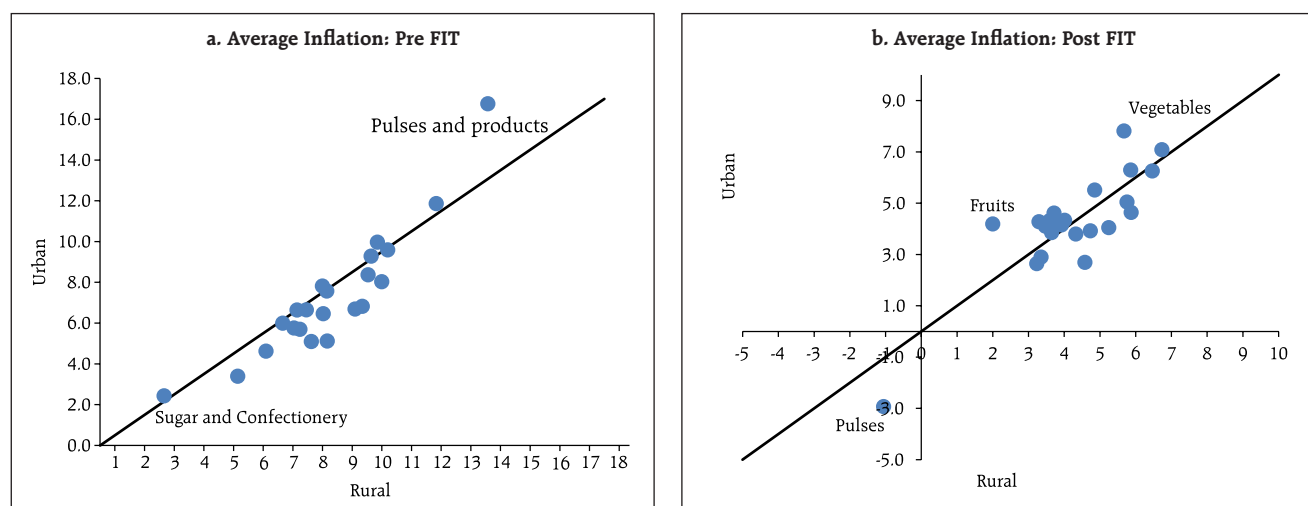 a. Average Inflation: Pre FIT
18.0
16.0
14.0
12.0
10.0
8.0
6.0
4.0
2.0
0.0
Urban
Pulses and products
Sugar and Confectionery
1 2 3 4 5 6 7 8 9 10 11 12 13 14 15 16 17 18
Rural
b. Average Inflation: Post FIT
9.0
7.0
5.0
3.0
1.0
Urban
Vegetables
Fruits
-5 -4 -3 -2 -1 0 1 2 3 4 5 6 7 8 9 10
-1.0
-3.0
Pulses
-5.0
Rural